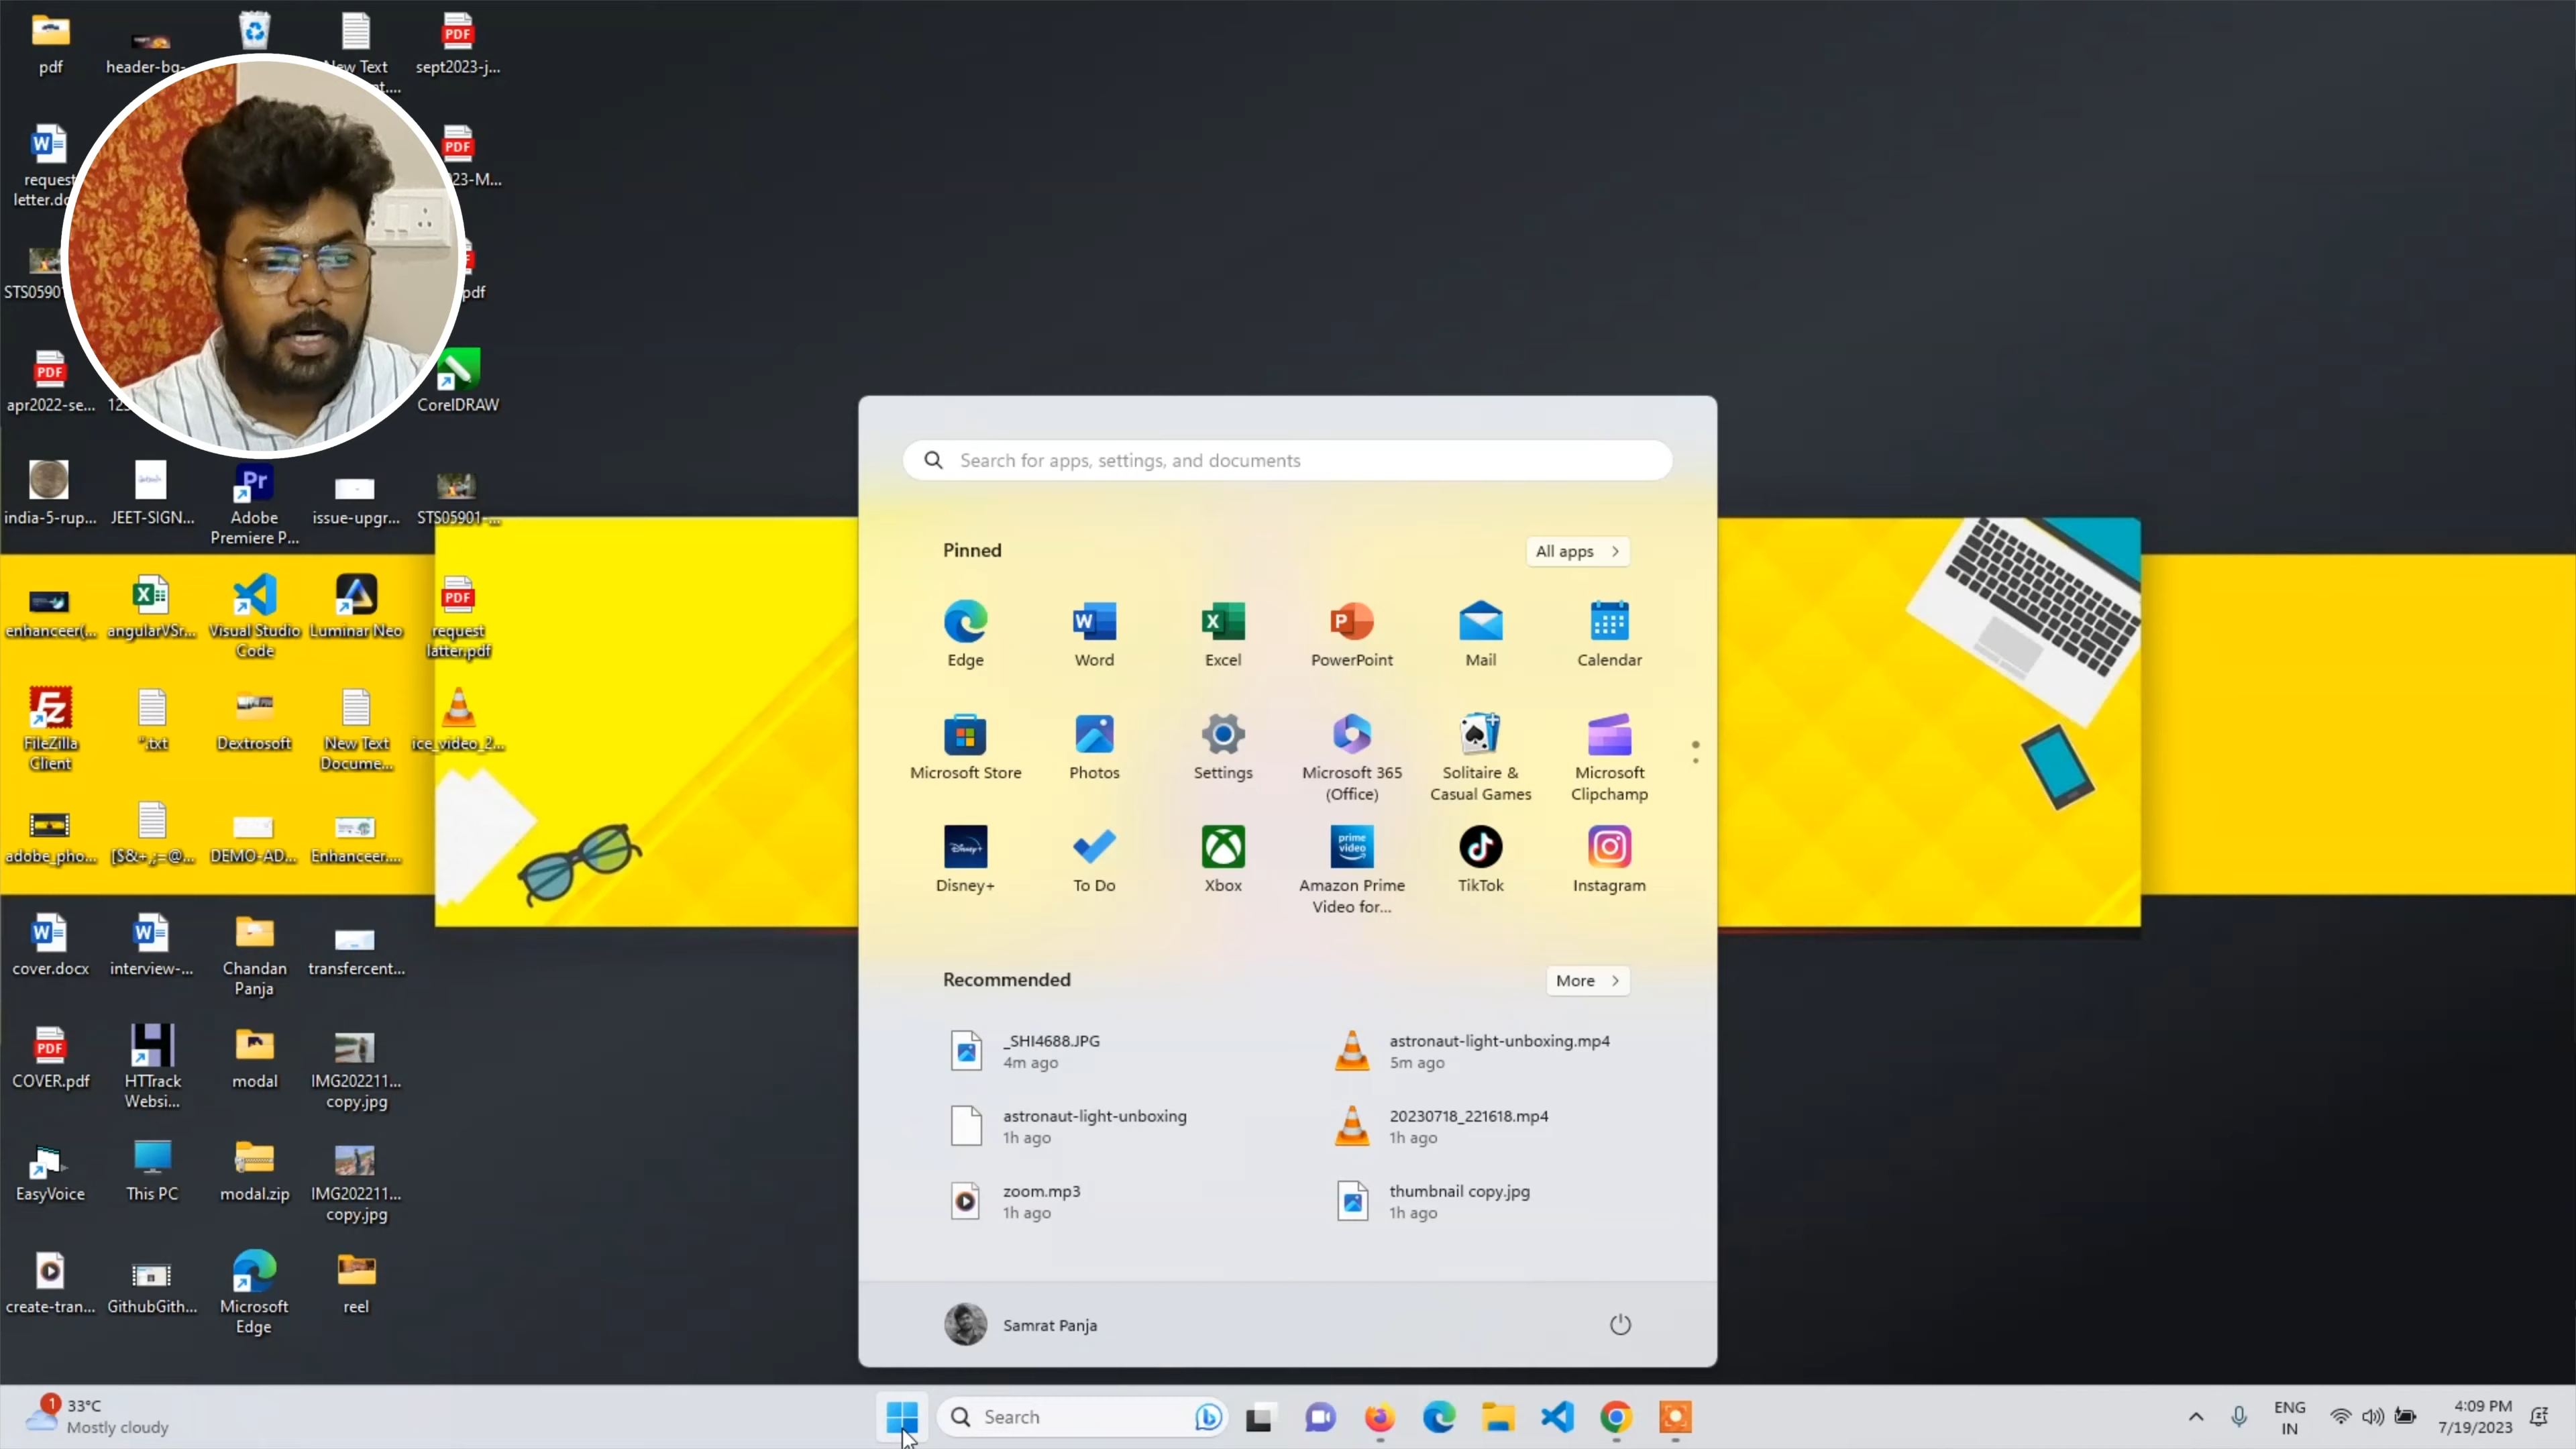 pdf
header-bg-...
New Text
sept2023-j...
request
letter.do
23-M...
STS0590
pdf
apr2022-se...
CorelDRAW
india-5-rup...
JEET-SIGN...
Adobe
Premiere P...
issue-upgr...
STS05901-...
enhanceer(...
angularVSr...
Visual Studio
Code
Luminar Neo
request
latter.pdf
FileZilla
Client
".txt
Dextrosoft
New Text
Docume...
ice_video_2...
adobe_pho...
[S&+,;=@...
DEMO-AD...
Enhanceer....
cover.docx
interview-...
Chandan
Panja
transfercent...
COVER.pdf
HTTrack
Websi...
modal
IMG202211...
copy.jpg
EasyVoice
This PC
modal.zip
IMG202211...
copy.jpg
create-tran...
GithubGith...
Microsoft
Edge
reel
Search for apps, settings, and documents
Pinned
All apps
Edge
Word
Excel
PowerPoint
Mail
Calendar
Microsoft Store
Photos
Settings
Microsoft 365
(Office)
Solitaire &
Casual Games
Microsoft
Clipchamp
Disney+
To Do
Xbox
Amazon Prime
Video for...
TikTok
Instagram
Recommended
More
_SHI4688.JPG
4m ago
astronaut-light-unboxing.mp4
5m ago
astronaut-light-unboxing
1h ago
20230718_221618.mp4
1h ago
zoom.mp3
1h ago
thumbnail copy.jpg
1h ago
Samrat Panja
1
33°C
Mostly cloudy
Search
ENG
IN
4:09 PM
7/19/2023